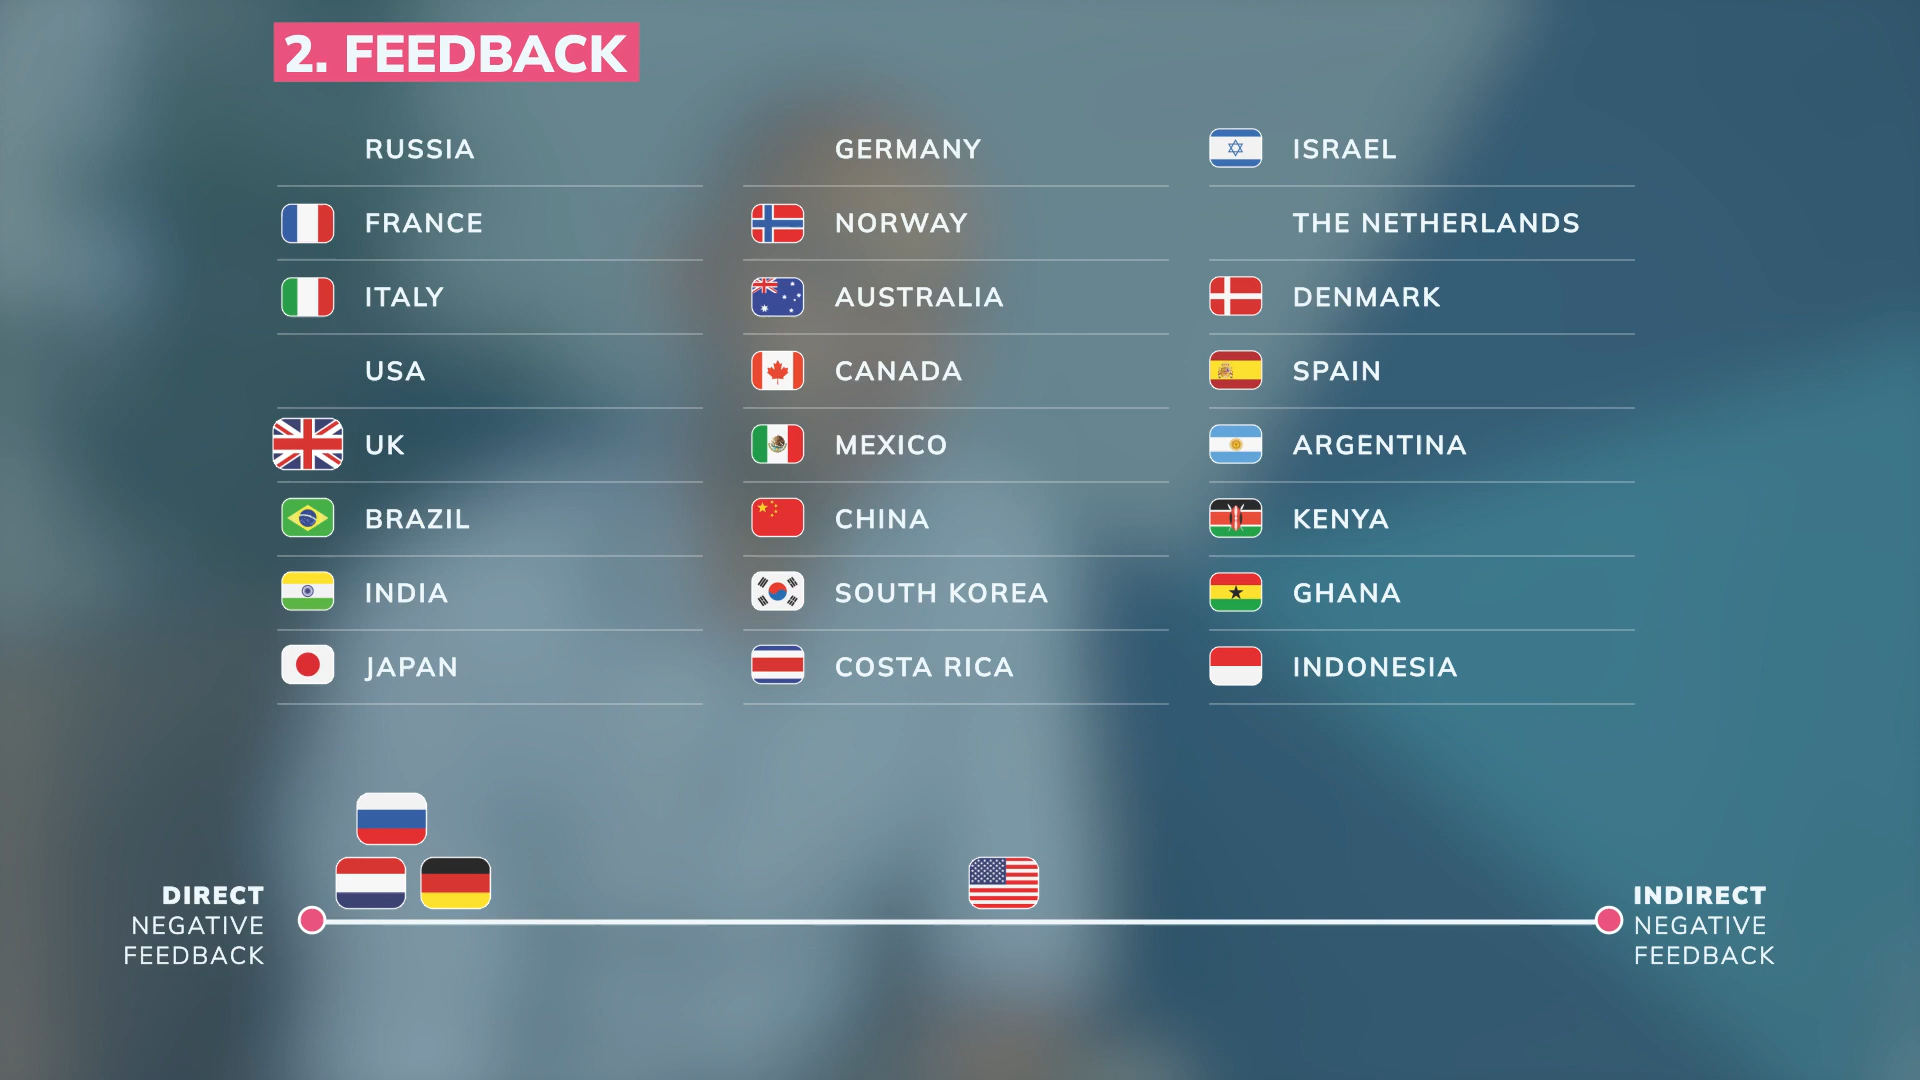 2. FEEDBACK
RUSSIA
FRANCE
ITALY
USA
UK
BRAZIL
INDIA
JAPAN
GERMANY
NORWAY
AUSTRALIA
CANADA
MEXICO
CHINA
SOUTH KOREA
COSTA RICA
ISRAEL
THE NETHERLANDS
DENMARK
SPAIN
ARGENTINA
KENYA
GHANA
INDONESIA
DIRECT
NEGATIVE
FEEDBACK
INDIRECT
NEGATIVE
FEEDBACK